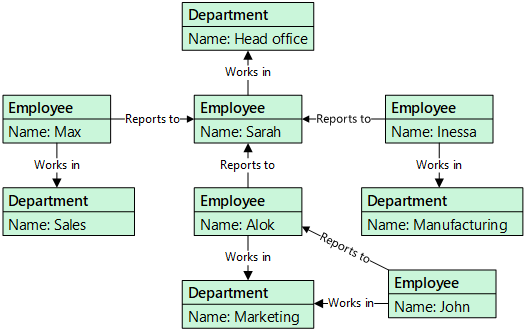 Department
Name: Head office
Works in
Employee
Name: Max
Reports to
Employee
Name: Sarah
Reports to
Employee
Name: Inessa
Works in
Reports to
Works in
Department
Name: Sales
Employee
Name: Alok
Department
Name: Manufacturing
Works in
Reports to
Department
Name: Marketing
Works in
Employee
Name: John